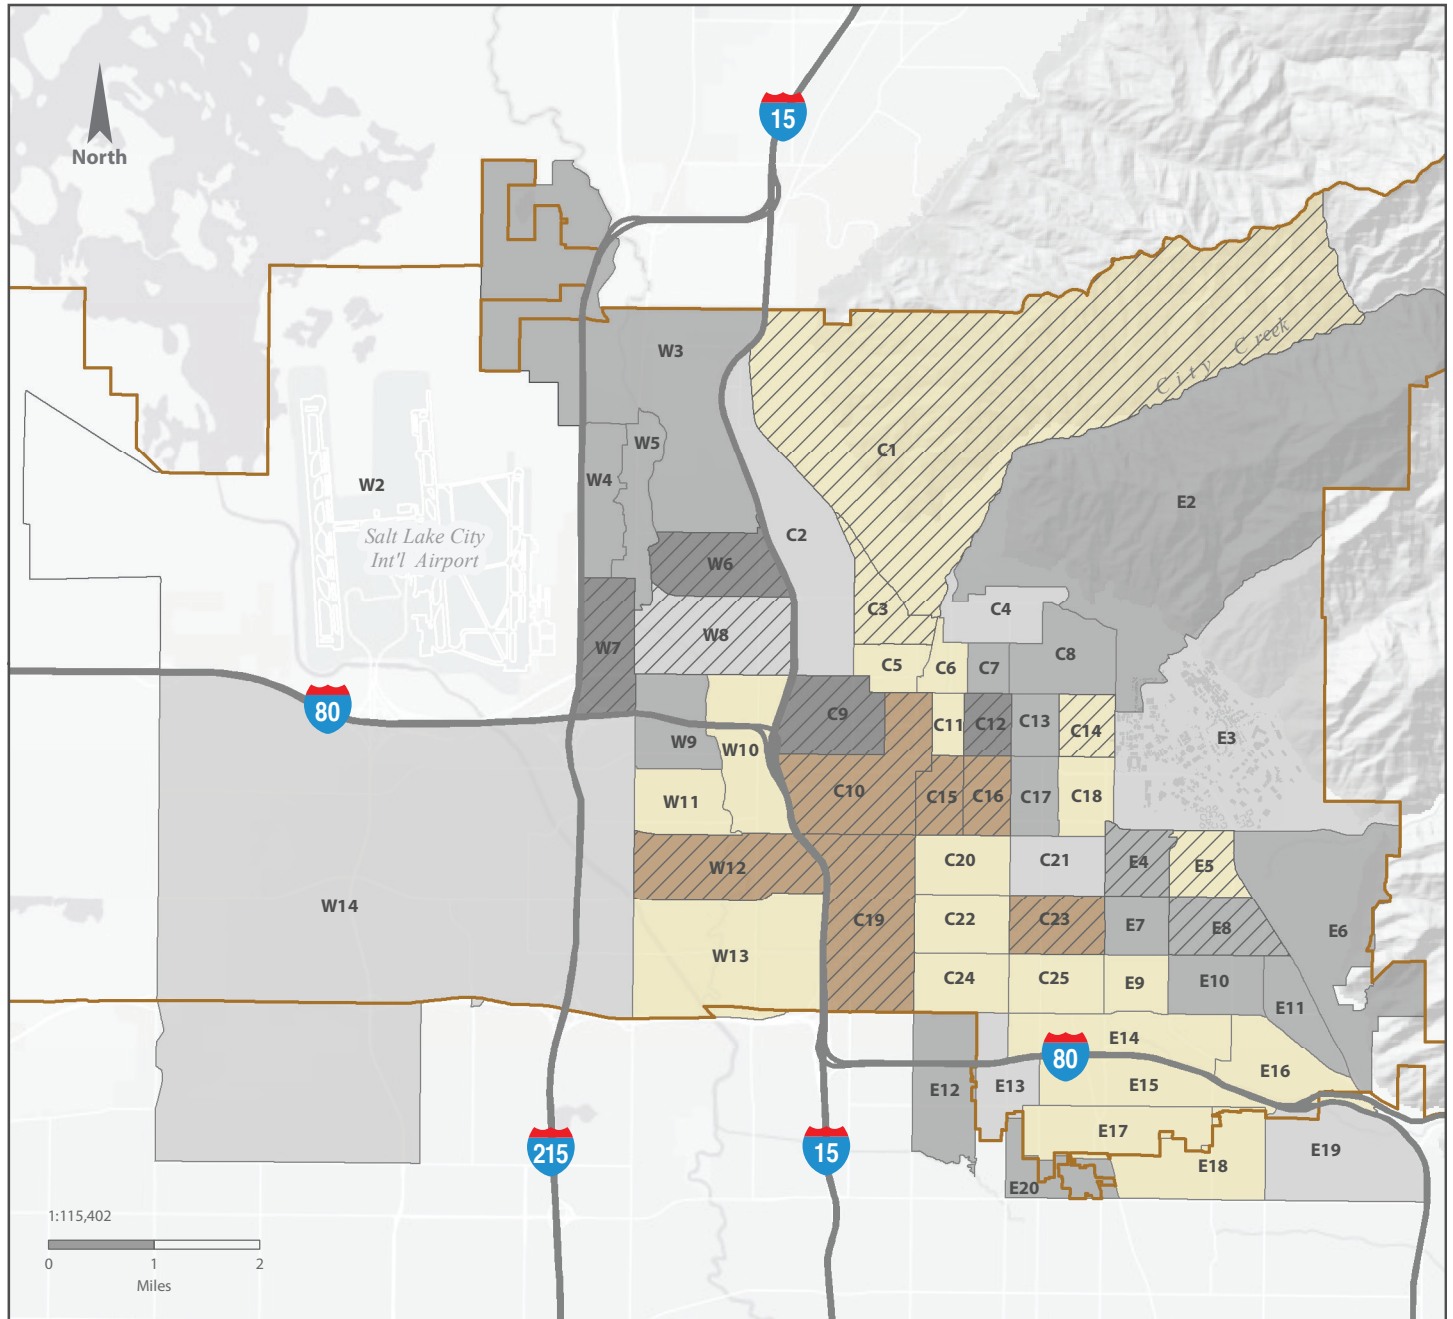 15
North
W3
City Creek
C1
W5
W4
W2
E2
Salt Lake City
Int'l Airport
C2
W6
C3
C4
W8
W7
C8
C5
C6
C7
80
C9
C11
C12
C13
C14
E3
W9
W10
C10
C15
C16
C17
C18
W11
W12
C20
C21
E4
E5
W14
C19
C22
C23
E7
E8
E6
W13
C24
C25
E9
E10
E11
E14
80
E16
E12
E13
E15
E17
215
15
E18
E19
E20
1:115,402
0
1
2
Miles